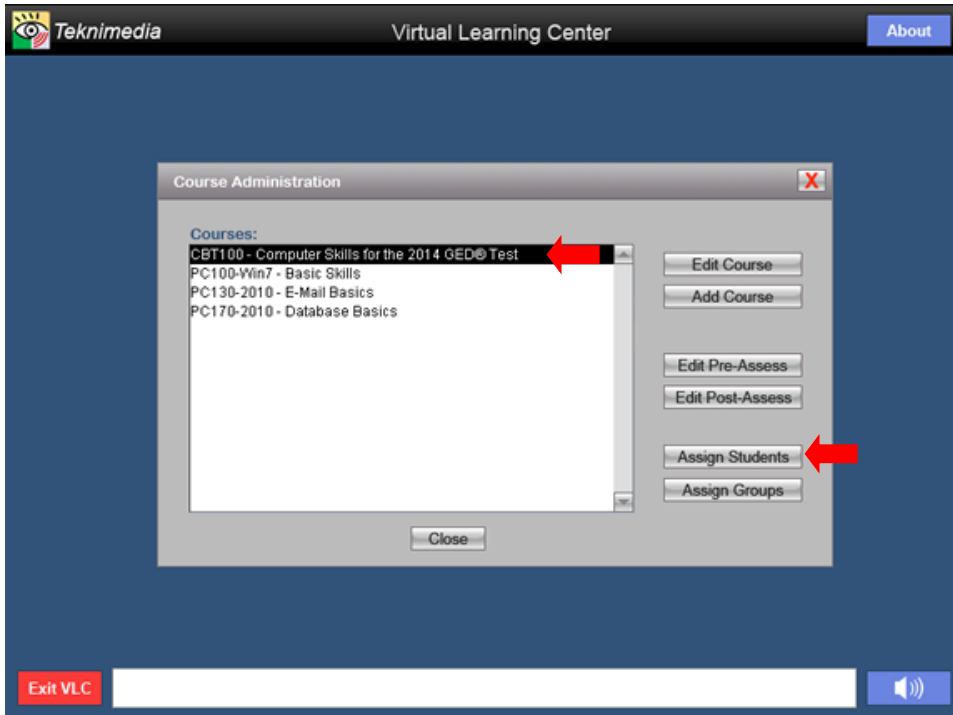 Teknimedia
Virtual Learning Center
About
Course Administration
X
Courses:
CBT100 - Computer Skills for the 2014 GED® Test
PC100-Win7 - Basic Skills
PC130-2010 - E-Mail Basics
PC170-2010 - Database Basics
Edit Course
Add Course
Edit Pre-Assess
Edit Post-Assess
Assign Students
Assign Groups
Close
Exit VLC